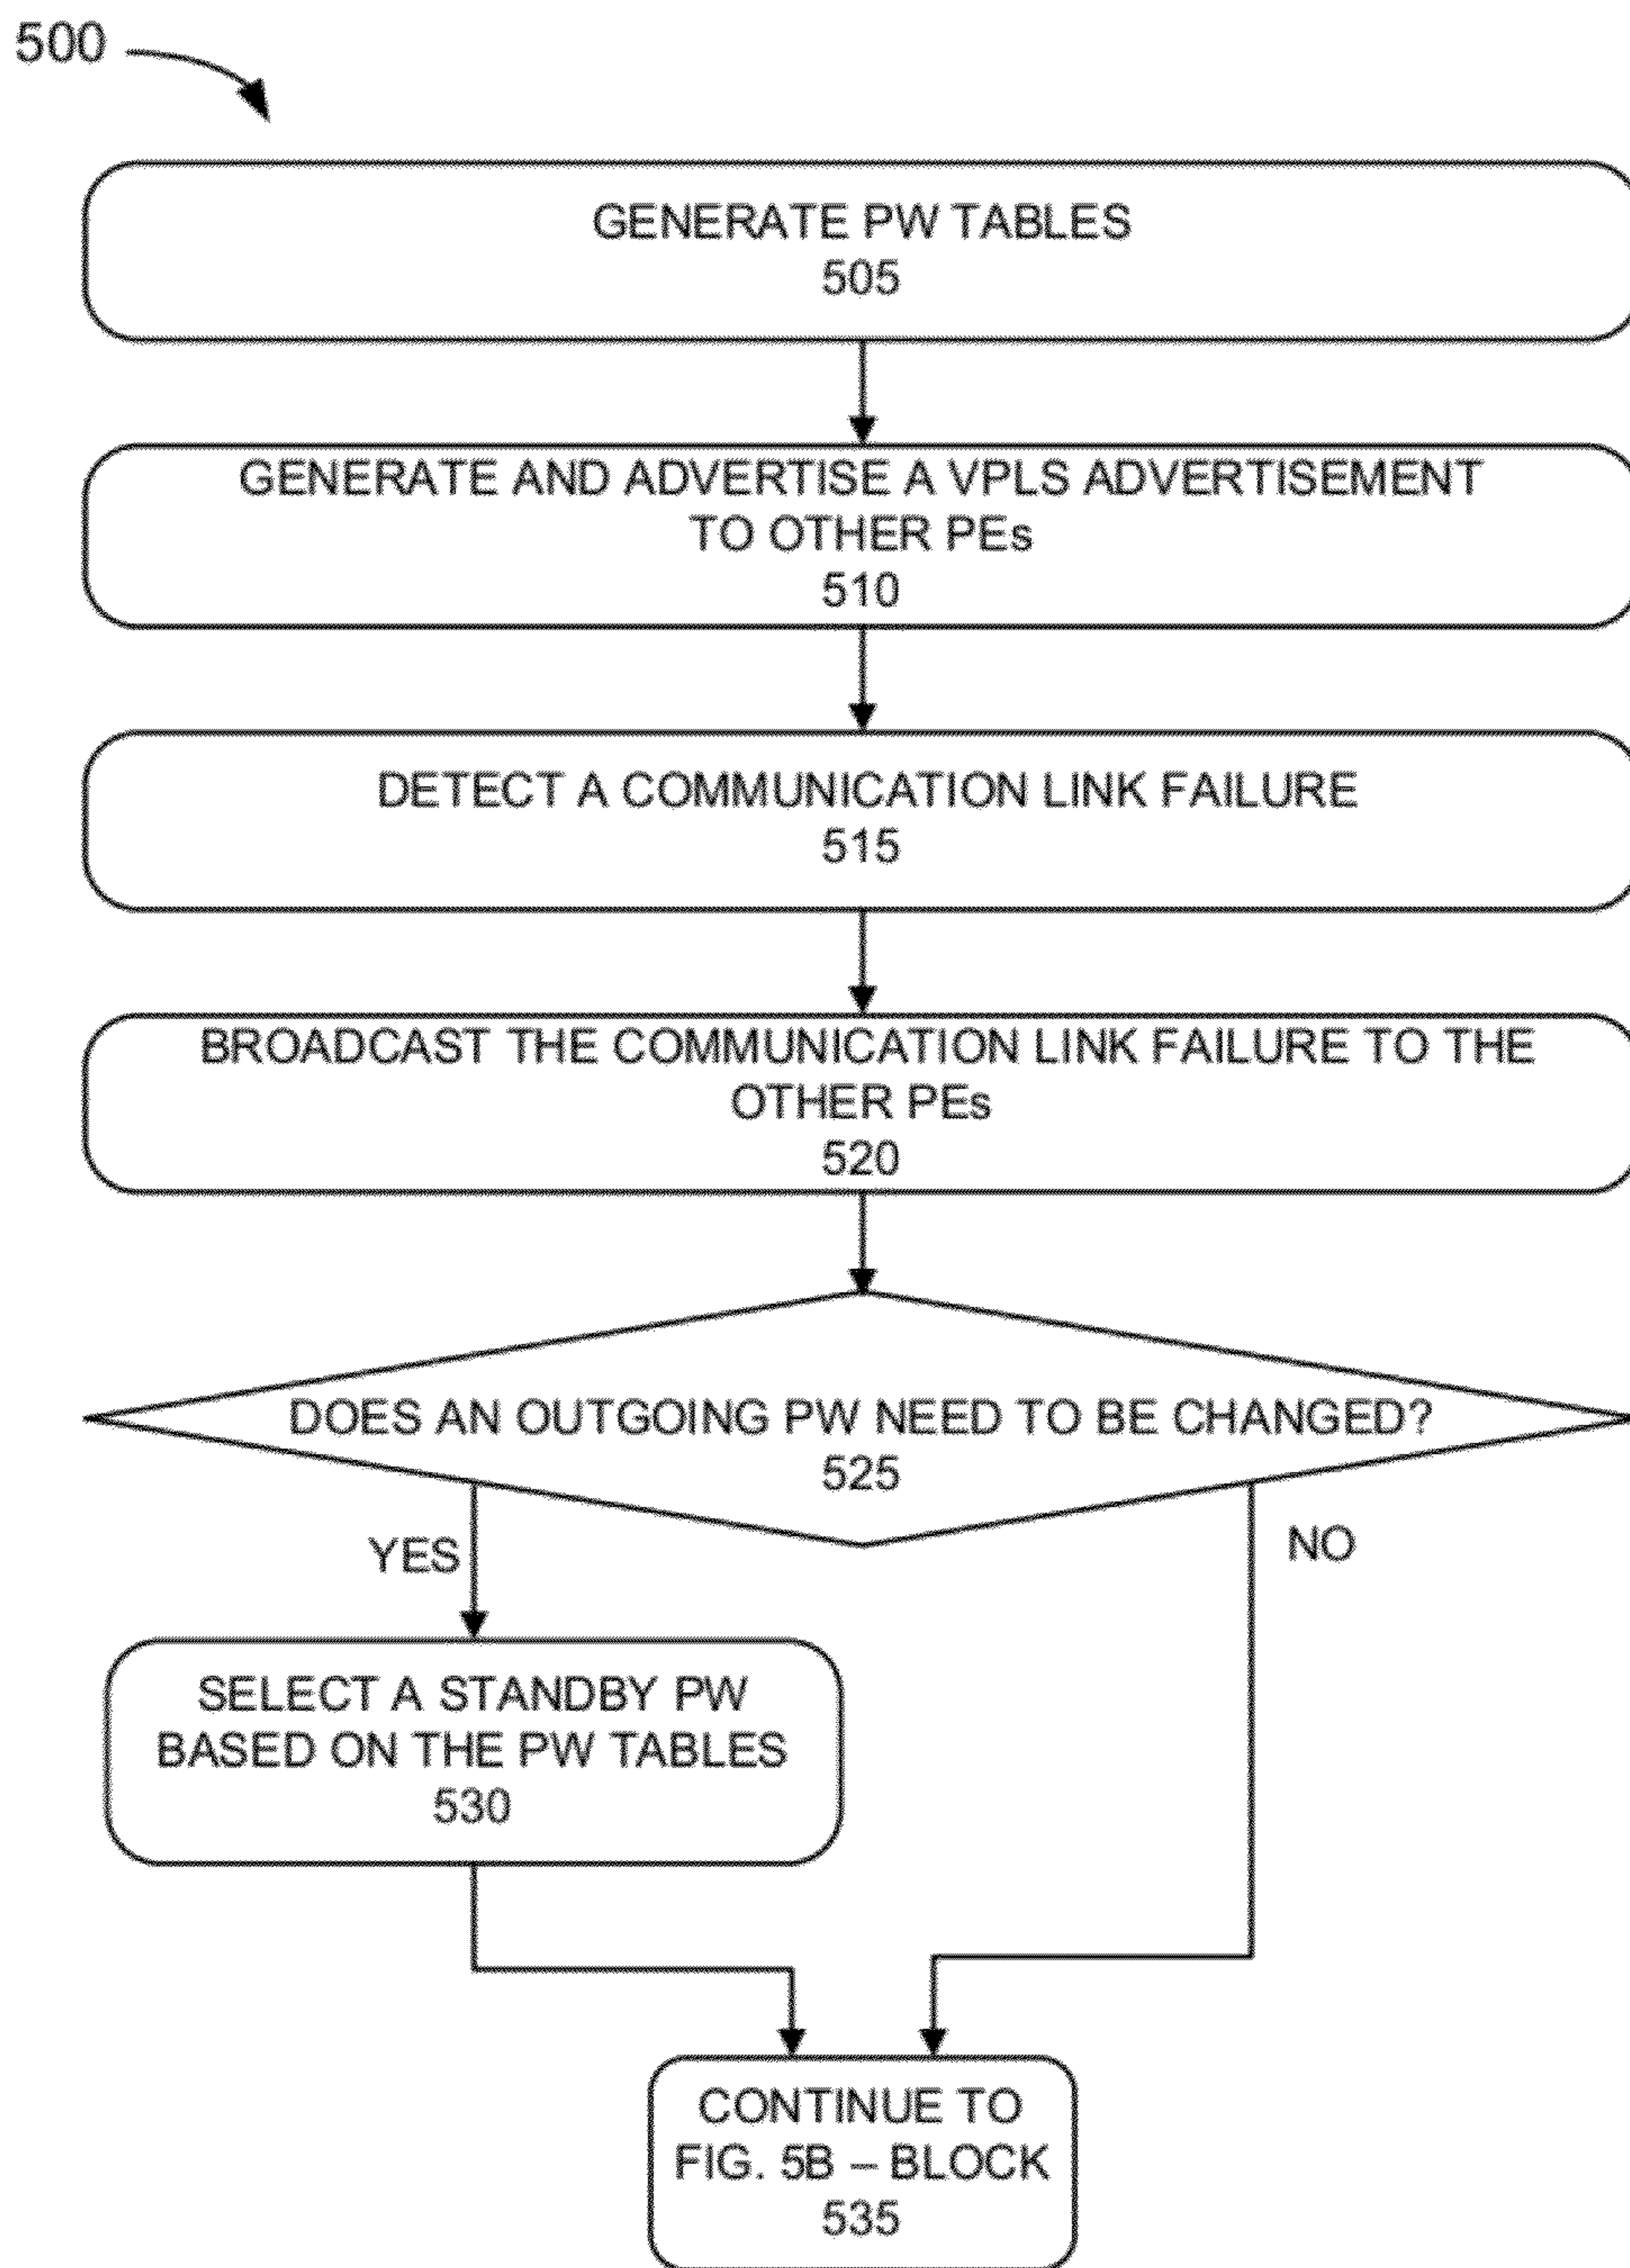 500
GENERATE PW TABLES
505
GENERATE AND ADVERTISE A VPLS ADVERTISEMENT
TO OTHER PEs
510
DETECT A COMMUNICATION LINK FAILURE
515
BROADCAST THE COMMUNICATION LINK FAILURE TO THE
OTHER PEs
520
DOES AN OUTGOING PW NEED TO BE CHANGED?
525
YES
NO
SELECT A STANDBY PW
BASED ON THE PW TABLES
530
CONTINUE TO
FIG. 5B – BLOCK
535